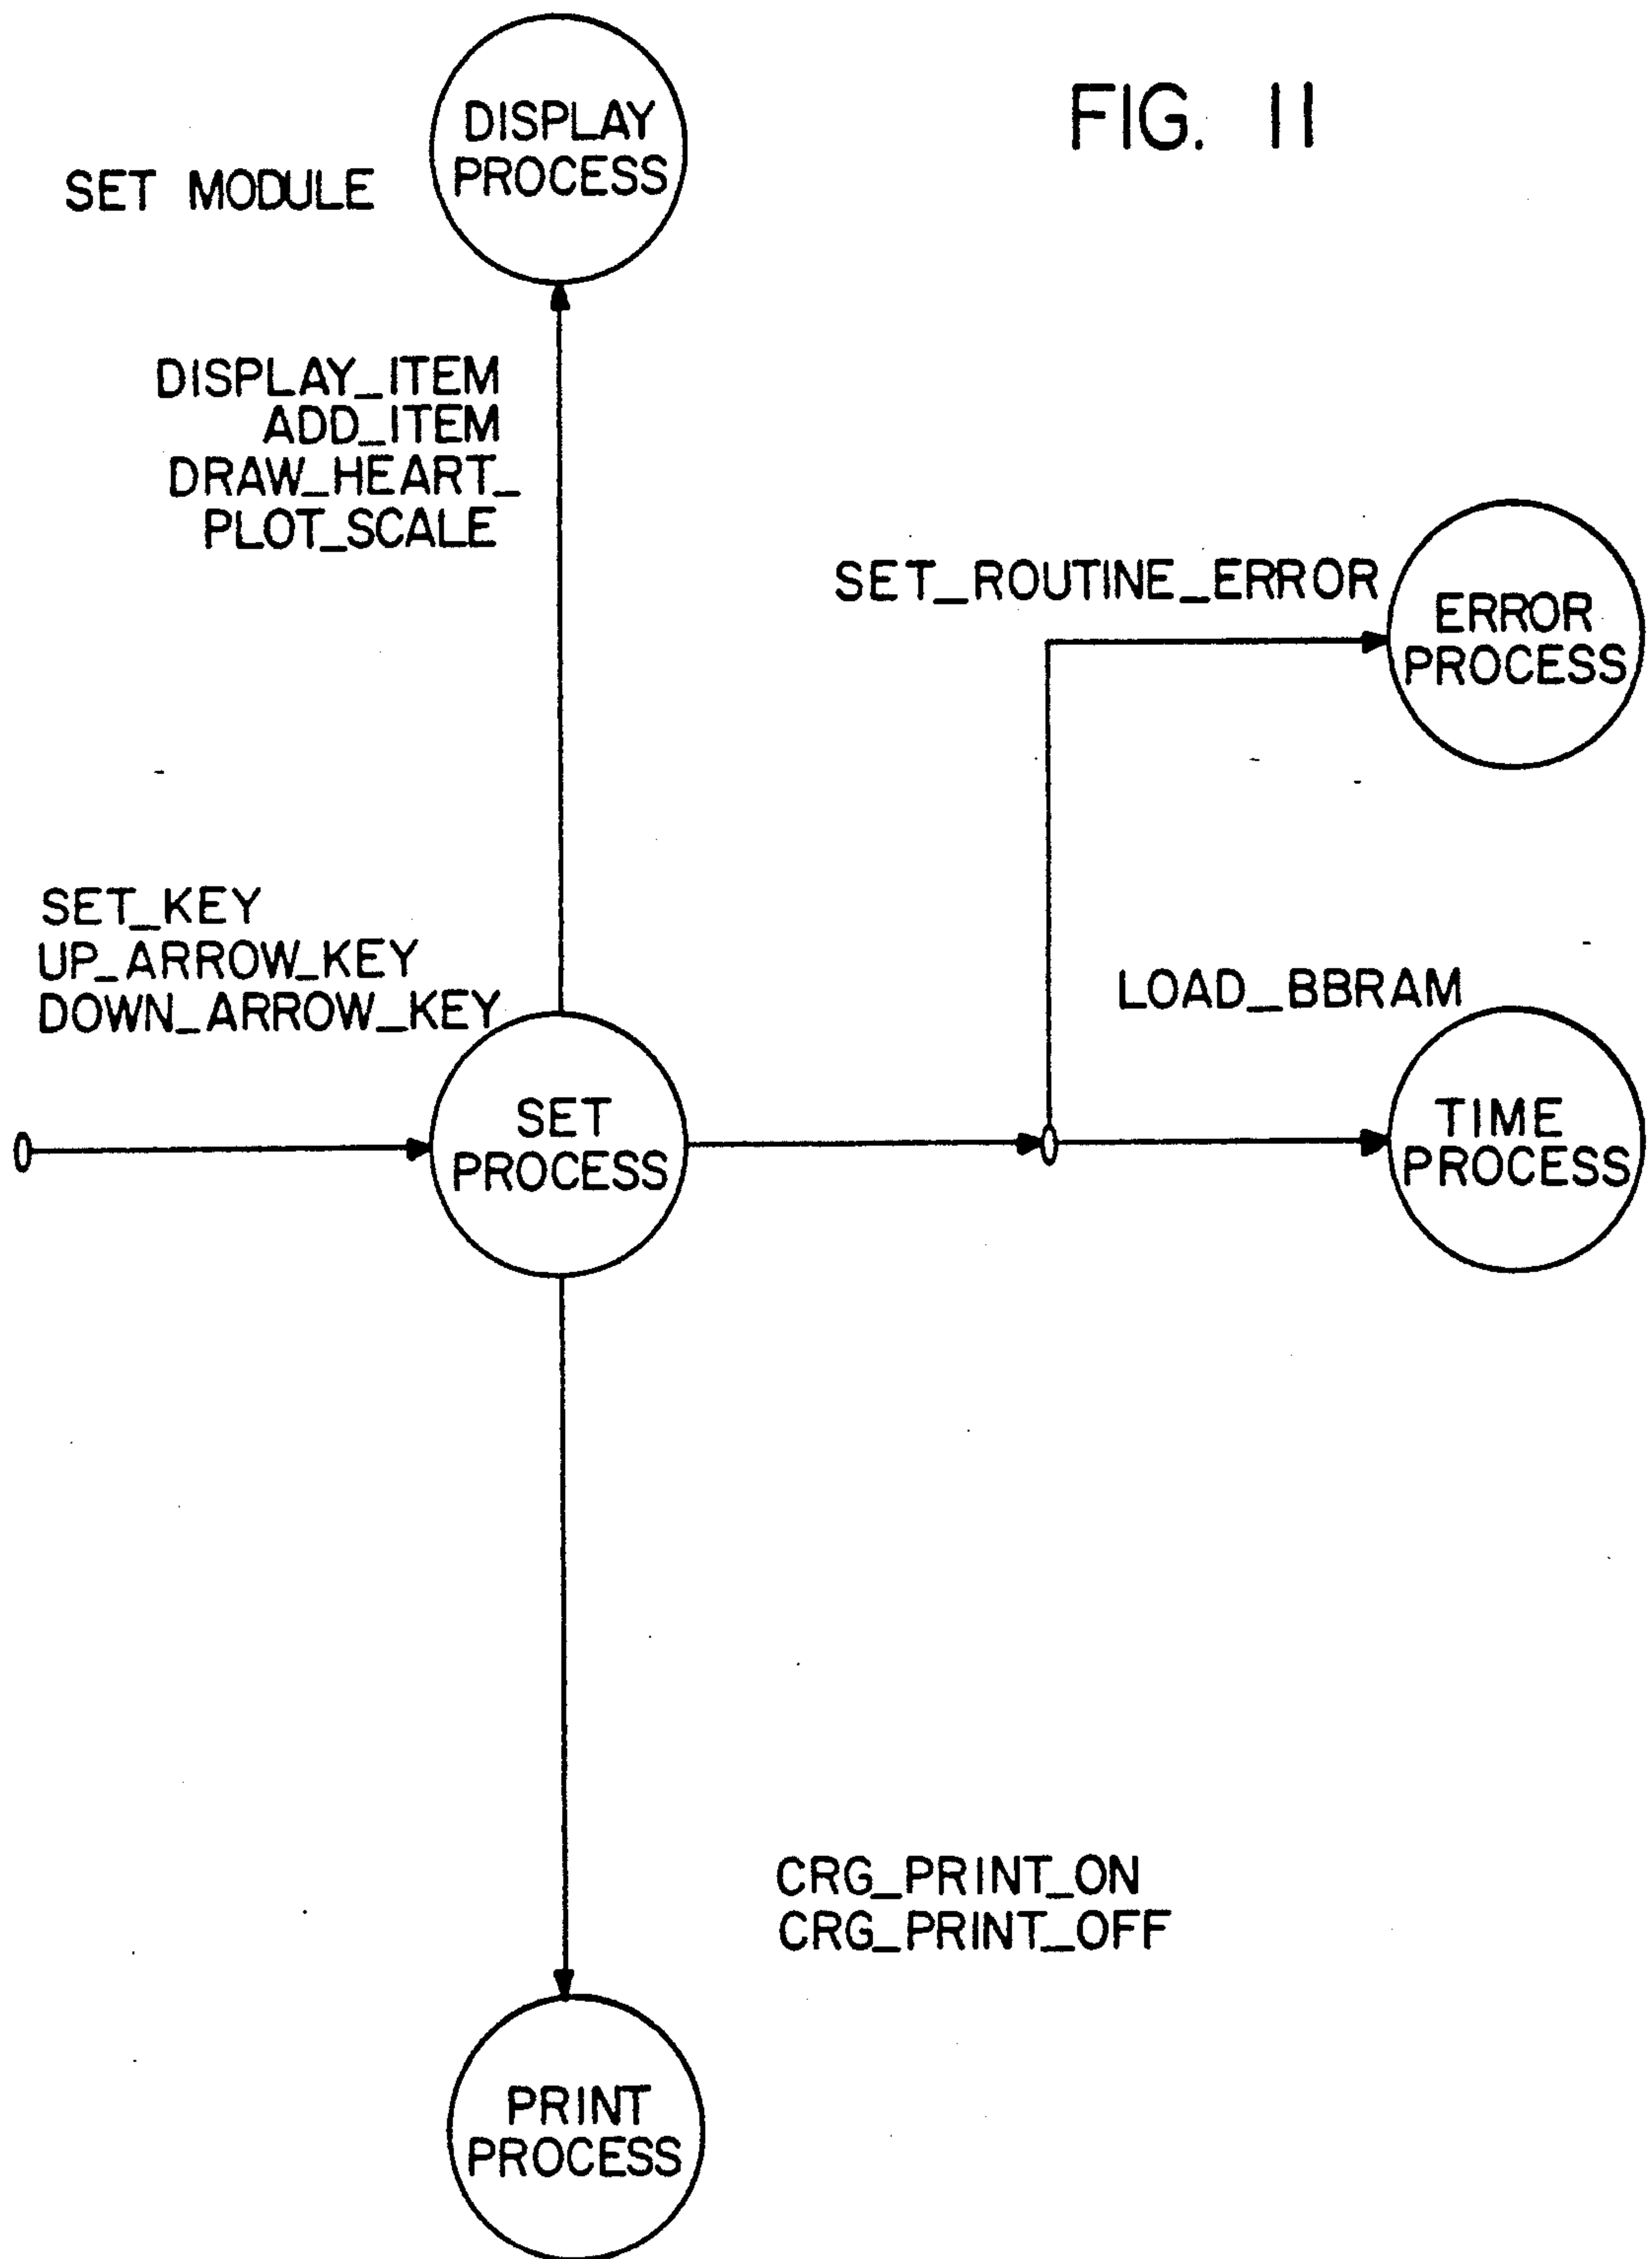 FIG. 11
DISPLAY
PROCESS
SET MODULE
DISPLAY_ITEM
ADD_ITEM
DRAW_HEART_
PLOT_SCALE
SET_ROUTINE_ERROR
ERROR
PROCESS
SET_KEY
UP_ARROW_KEY
DOWN_ARROW_KEY
LOAD_BBRAM
SET
PROCESS
TIME
PROCESS
CRG_PRINT_ON
CRG_PRINT_OFF
PRINT
PROCESS